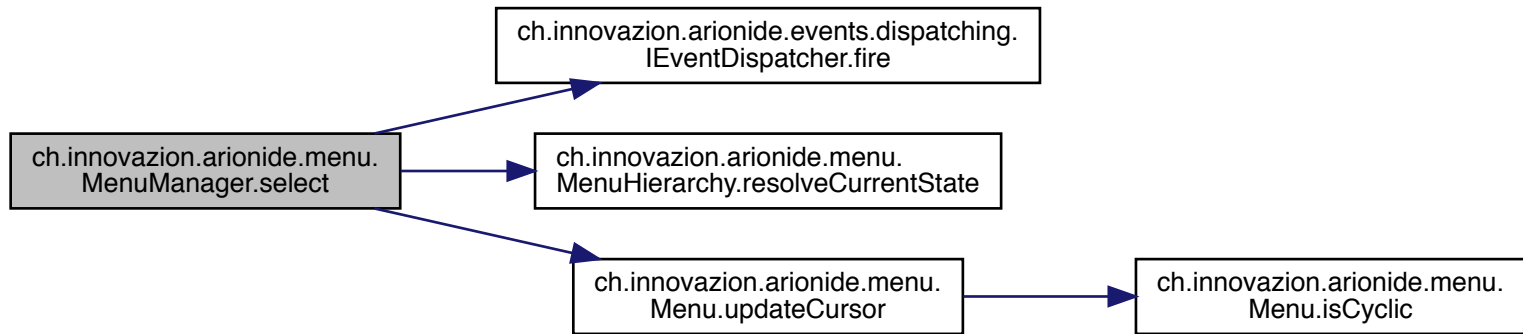 ch.innovazion.arionide.events.dispatching.
IEventDispatcher.fire
ch.innovazion.arionide.menu.
MenuManager.select
ch.innovazion.arionide.menu.
MenuHierarchy.resolveCurrentState
ch.innovazion.arionide.menu.
Menu.updateCursor
ch.innovazion.arionide.menu.
Menu.isCyclic